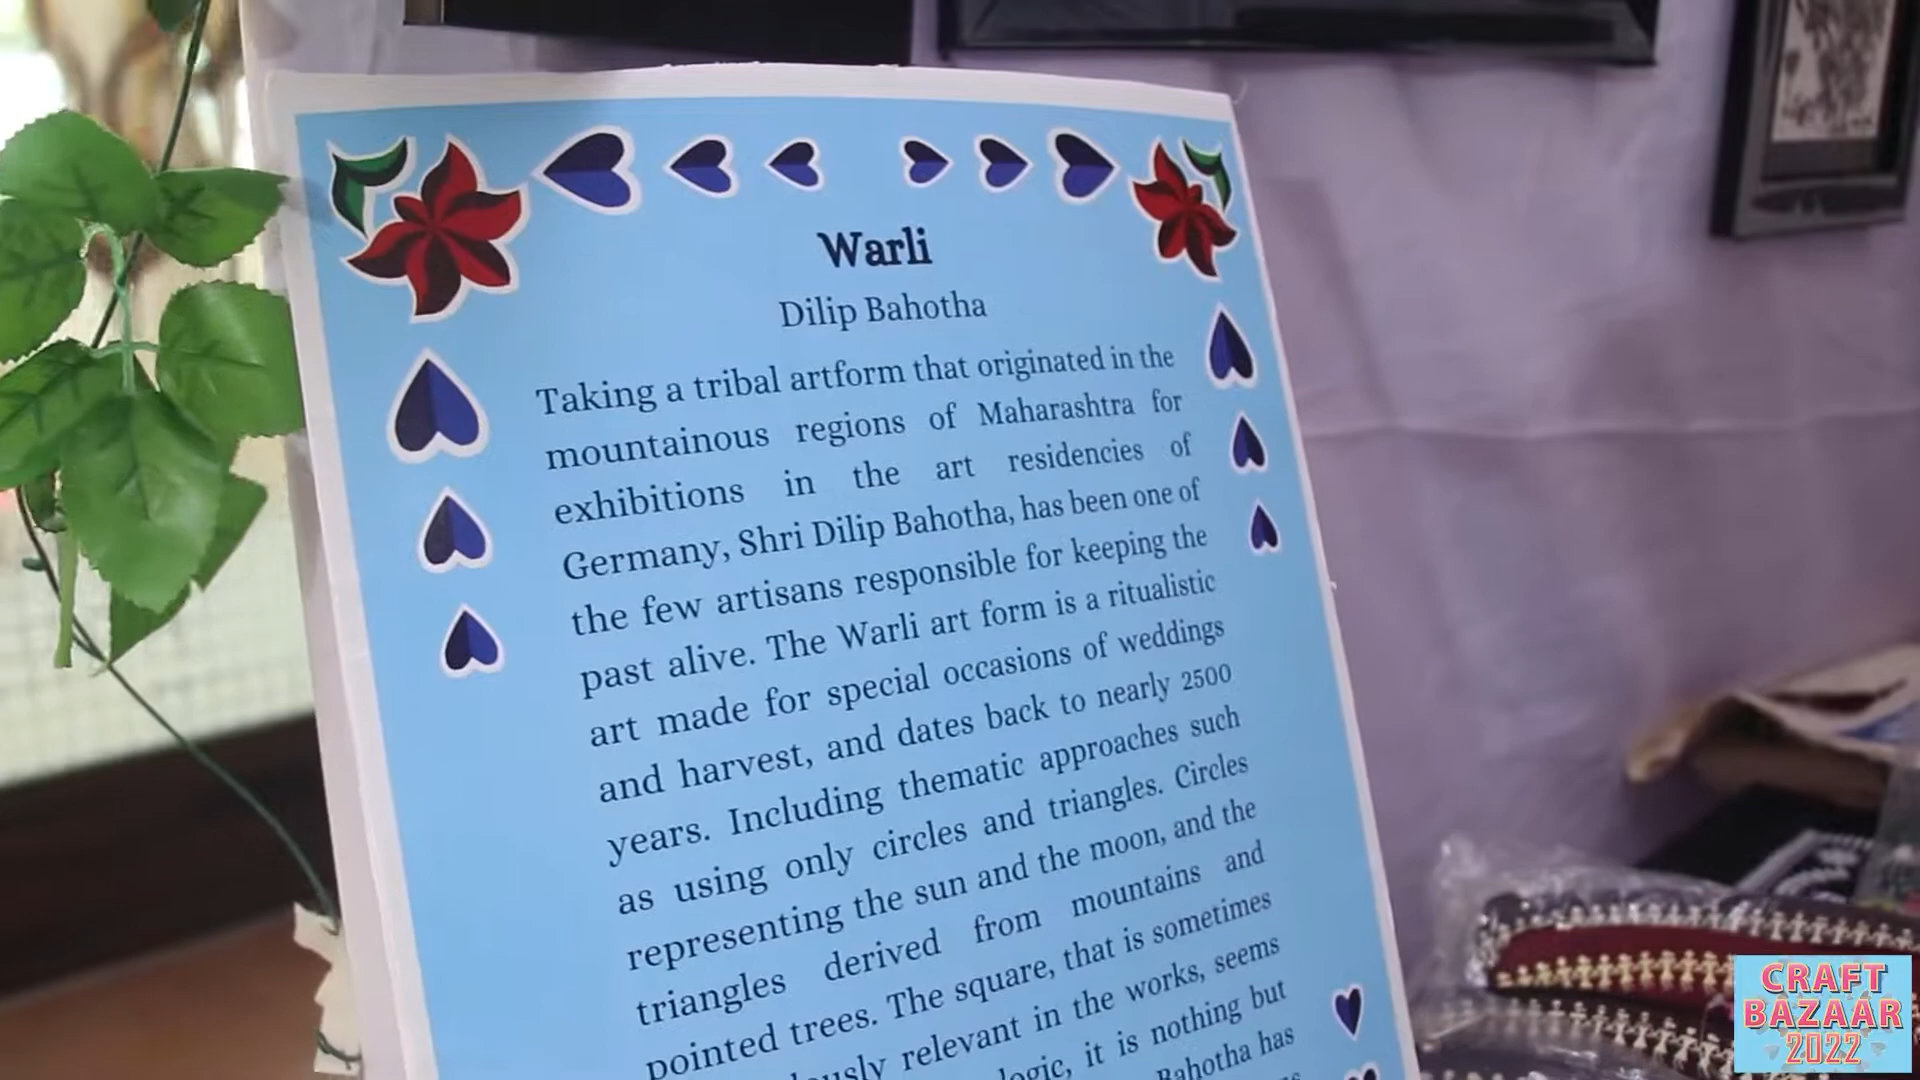 Warli
Dilip Bahotha
Taking a tribal artform that originated in the
mountainous regions of Maharashtra for
exhibitions in the art residencies of
Germany, Shri Dilip Bahotha, has been one of
the few artisans responsible for keeping the
past alive. The Warli art form is a ritualistic
art made for special occasions of weddings
and harvest, and dates back to nearly 2500
years. Including thematic approaches such
as using only circles and triangles. Circles
representing the sun and the moon, and the
triangles derived from mountains and
pointed trees. The square, that is sometimes
relevant in the works, seems
it is nothing but
Bahotha has
CRAFT
BAZAAR
2022